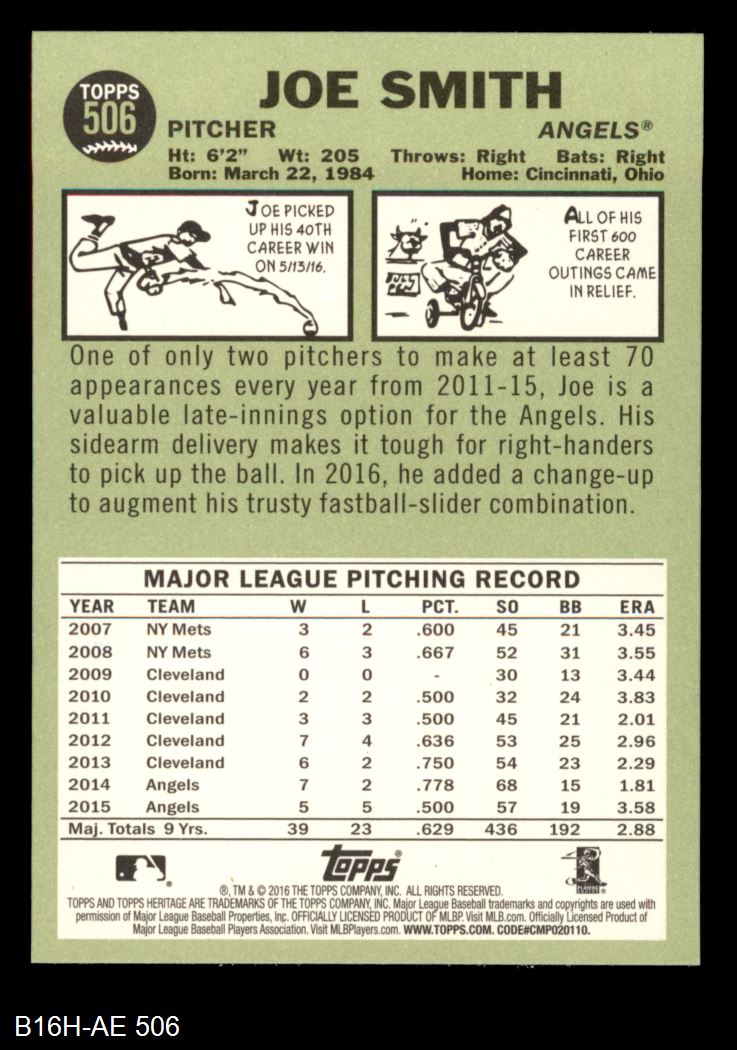 TOPPS
506
JOE SMITH
PITCHER ANGELS®
Ht: 6'2" Wt: 205 Throws: Right Bats: Right
Born: March 22, 1984 Home: Cincinnati, Ohio
JOE PICKED
UP HIS 40TH
CAREER WIN
ON 5/13/16.
BULL
PEN
ALL OF HIS
FIRST 600
CAREER
OUTINGS CAME
IN RELIEF.
One of only two pitchers to make at least 70
appearances every year from 2011-15, Joe is a
valuable late-innings option for the Angels. His
sidearm delivery makes it tough for right-handers
to pick up the ball. In 2016, he added a change-up
to augment his trusty fastball-slider combination.
MAJOR LEAGUE PITCHING RECORD
YEAR TEAM W L PCT. SO BB ERA
2007 NY Mets 3 2 .600 45 21 3.45
2008 NY Mets 6 3 .667 52 31 3.55
2009 Cleveland 0 0 - 30 13 3.44
2010 Cleveland 2 2 .500 32 24 3.83
2011 Cleveland 3 3 .500 45 21 2.01
2012 Cleveland 7 4 .636 53 25 2.96
2013 Cleveland 6 2 .750 54 23 2.29
2014 Angels 7 2 .778 68 15 1.81
2015 Angels 5 5 .500 57 19 3.58
Maj. Totals 9 Yrs. 39 23 .629 436 192 2.88
Topps®
®, TM & © 2016 THE TOPPS COMPANY, INC. ALL RIGHTS RESERVED.
TOPPS AND TOPPS HERITAGE ARE TRADEMARKS OF THE TOPPS COMPANY, INC. Major League Baseball trademarks and copyrights are used with
permission of Major League Baseball Properties, Inc. OFFICIALLY LICENSED PRODUCT OF MLBP. Visit MLB.com. Officially Licensed Product of
Major League Baseball Players Association. Visit MLBPlayers.com. WWW.TOPPS.COM. CODE#CMP020110.
B16H-AE 506